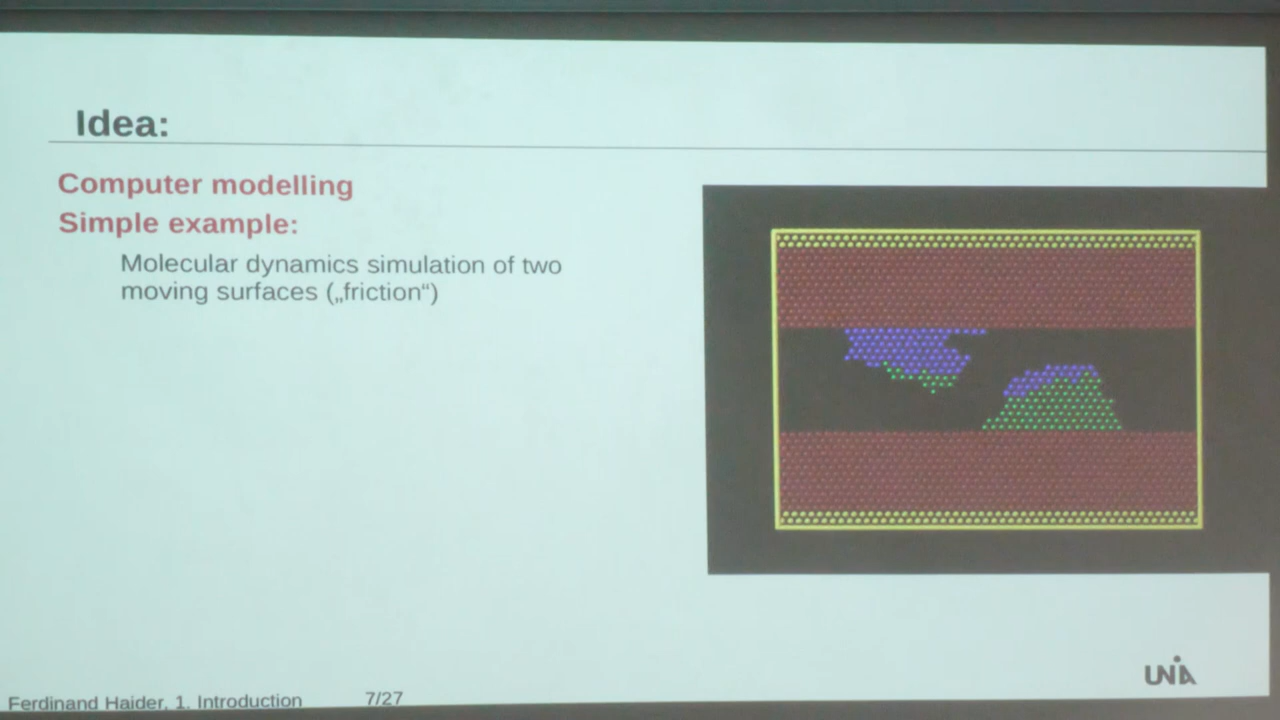 Idea:
Computer modelling
Simple example:
Molecular dynamics simulation of two
moving surfaces („friction“)
UNIA
Ferdinand Haider, 1. Introduction 7/27